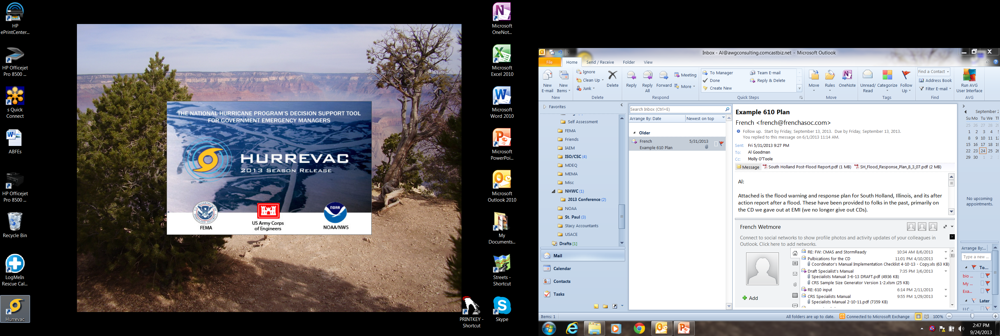 HP
ePrintCenter...
HP Officejet
Pro 8500 ...
s Quick
Connect
ABFEs
HP Officejet
Pro 8500 ...
Recycle Bin
LogMeIn
Rescue Cal...
Hurrevac
THE NATIONAL HURRICANE PROGRAM'S DECISION SUPPORT TOOL
FOR GOVERNMENT EMERGENCY MANAGERS
HURREVAC
2013 SEASON RELEASE
FEMA
US Army Corps
of Engineers
NOAA
NOAA/NWS
Microsoft
OneNot...
Microsoft
Excel 2010
Microsoft
Word 2010
Microsoft
PowerPoi...
Microsoft
Outlook 2010
My
Documents...
Streets -
Shortcut
PRINTKEY -
Shortcut
Skype
Inbox - Al@awgconsulting.comcastbiz.net - Microsoft Outlook
File Home Send / Receive Folder View
New
E-mail
New
Items
New
Ignore
Clean Up
Junk
Delete
Delete
Reply
Reply
All
Forward
Meeting
More
Respond
To Manager
Done
Create New
Team E-mail
Reply & Delete
Quick Steps
Move
Rules
OneNote
Move
Unread/
Read
Categorize
Follow
Up
Tags
Find a Contact
Address Book
Filter E-mail
Find
Run AVG
User Interface
AVG
Favorites
Self Assessment
FEMA
Friends
IAEM
ISO/CSC (4)
MDEQ
MEMA
Misc
NHWC (1)
2013 Conference (2)
NOAA
St. Paul (3)
Stacy Accountants
USACE
Drafts [1]
Mail
Calendar
Contacts
Tasks
Search Inbox (Ctrl+E)
Arrange By: Date Newest on top
Older
French 5/31/2013
Example 610 Plan
Example 610 Plan
French <french@frenchasoc.com>
Follow up. Start by Friday, September 13, 2013. Due by Friday, September 13, 2013.
You replied to this message on 6/1/2013 11:14 AM.
Sent: Fri 5/31/2013 9:27 PM
To: Al Goodman
Cc: Molly O'Toole
Message South Holland Post-Flood Report.pdf (1 MB) SH_Flood_Response_Plan_8_3_07.pdf (2 MB)
Al:
Attached is the flood warning and response plan for South Holland, Illinois, and its after
action report after a flood. These have been provided to folks in the past, primarily on
the CD we gave out at EMI (we no longer give out CDs).
French Wetmore
Connect to social networks to show profile photos and activity updates of your colleagues in
Outlook. Click here to add networks.
Add
RE: FW: CMAS and StormReady 10:34 AM 8/6/2013
Pulbications for the CD 11:01 PM 4/10/2013
Coordinator's Manual Implementation Checklist 4-10-13 - Copy.xls (63 KB)
Draft Specialist's Manual 7:35 PM 3/6/2013
Specialists Manual 3-6-13 DRAFT.pdf (4936 KB)
CRS Sample Size Generator Version 1-2.xlsm (25 KB)
RE: 610 input 6:14 PM 2/11/2013
CRS Specialists Manual 9:55 PM 1/29/2013
Specialists Manual 2-10-11.pdf (7359 KB)
September 2
Su Mo Tu We Th
25 26 27 28
1 2 3 4
8 9 10 11
15 16 17 18
22 23 24 25
29 30 1 2
No upcoming
appointments.
Arrange By:...
Type a new ...
To...
bio ...
My ...
Exa...
Later
Items: 1
All folders are up to date. Connected to Microsoft Exchange 100%
2:47 PM
9/24/2013